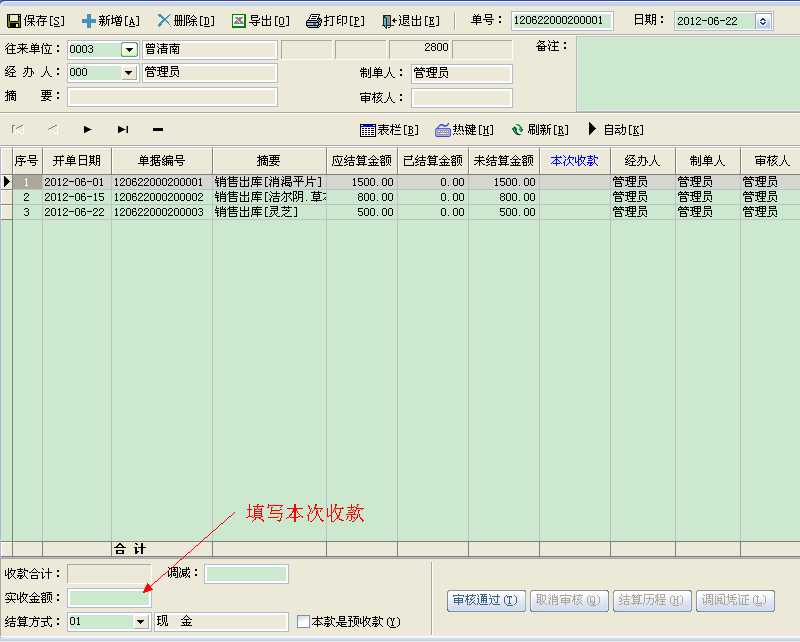 保存[S] 新增[A] 删除[D] 导出[O] 打印[P] 退出[E] 单号： 120622000200001 日期： 2012-06-22
往来单位： 0003 曾渚南 2800 备注：
经 办 人： 000 管理员 制单人： 管理员
摘 要： 审核人：
表栏[B] 热键[H] 刷新[R] 自动[K]
序号 开单日期 单据编号 摘要 应结算金额 已结算金额 未结算金额 本次收款 经办人 制单人 审核人
1 2012-06-01 120622000200001 销售出库[消渴平片] 1500.00 0.00 1500.00 管理员 管理员 管理员
2 2012-06-15 120622000200002 销售出库[洁尔阴.草本 800.00 0.00 800.00 管理员 管理员 管理员
3 2012-06-22 120622000200003 销售出库[灵芝] 500.00 0.00 500.00 管理员 管理员 管理员
填写本次收款
合 计
收款合计： 调减：
实收金额： 审核通过(T) 取消审核(Q) 结算历程(H) 调阅凭证(L)
结算方式： 01 现 金 本款是预收款(Y)